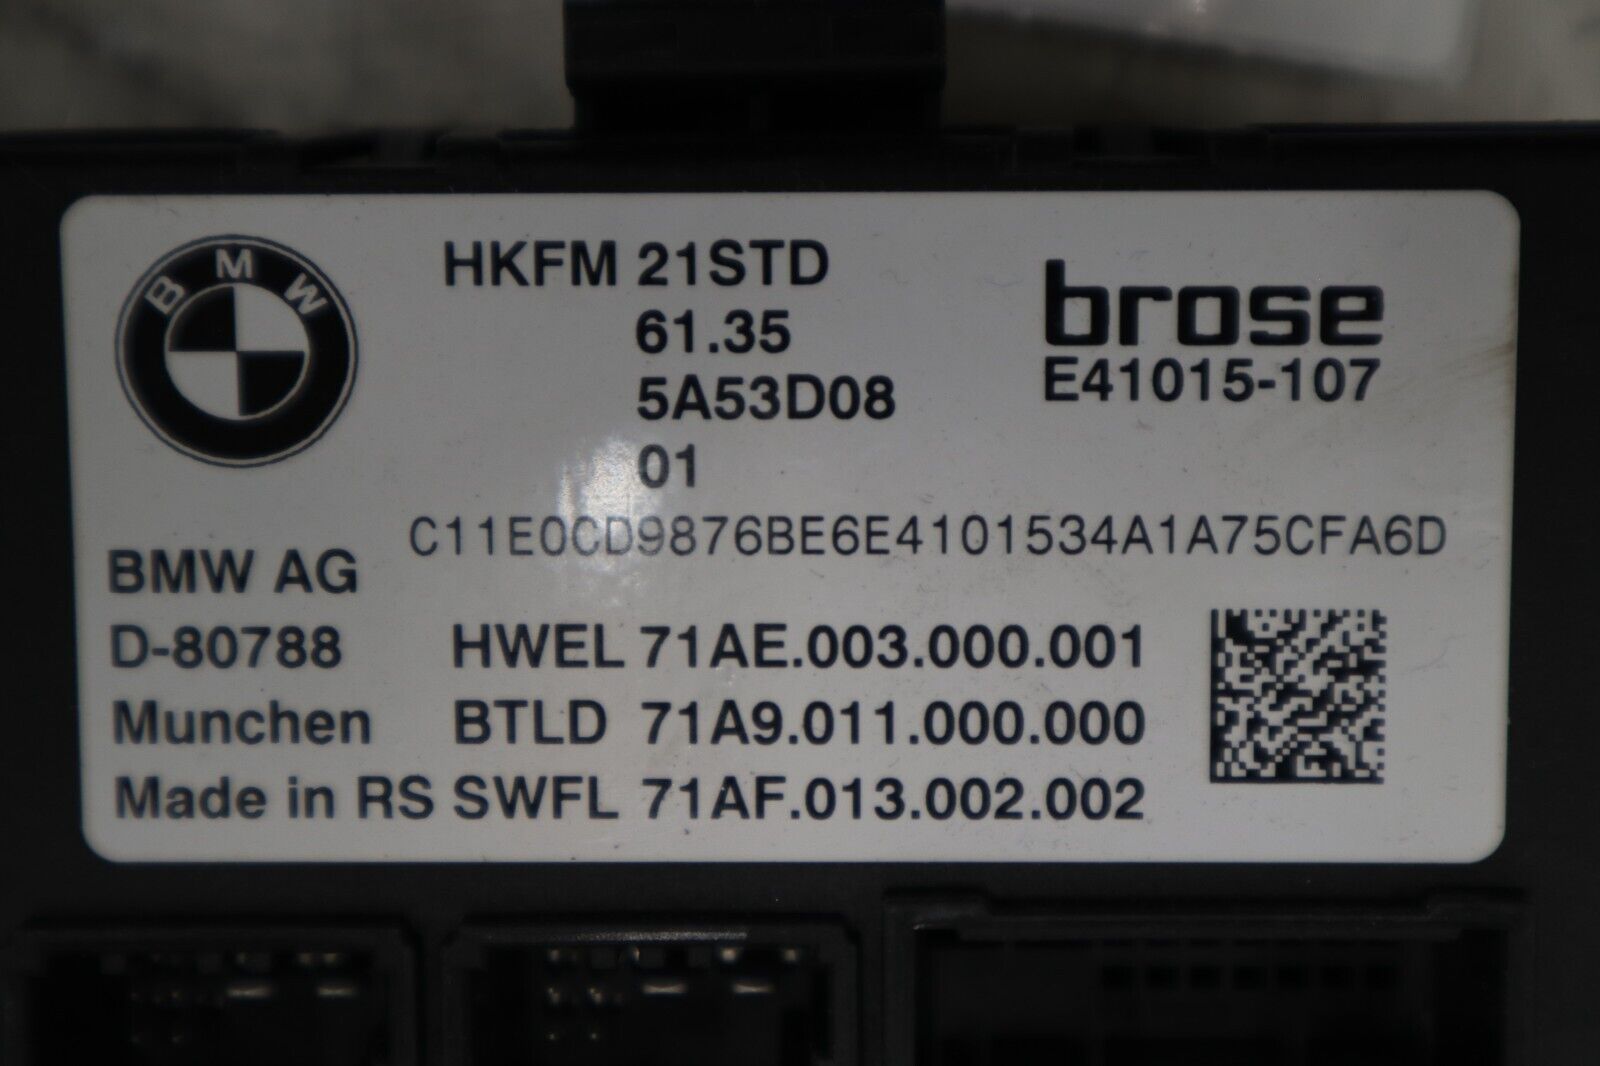 BMW
HKFM 21STD
61.35
5A53D08
01
brose
E41015-107
C11E0CD9876BE6E4101534A1A75CFA6D
BMW AG
D-80788
Munchen
Made in RS
HWEL 71AE.003.000.001
BTLD 71A9.011.000.000
SWFL 71AF.013.002.002